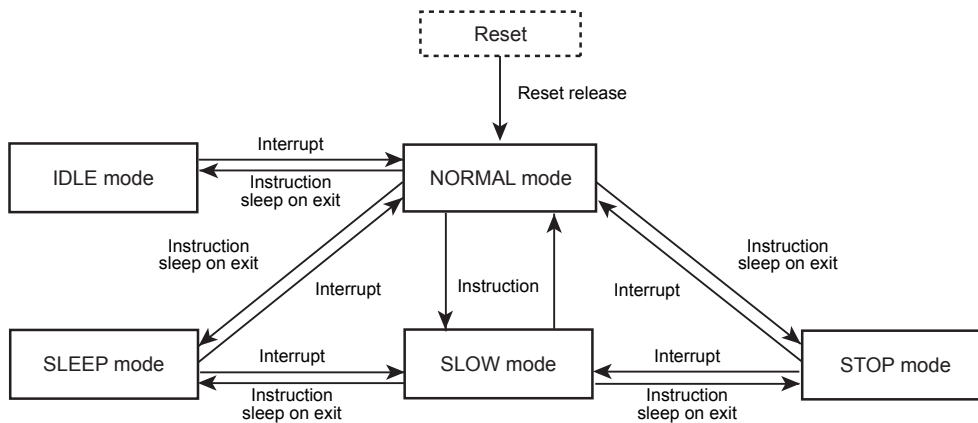 Reset
Reset release
Interrupt
IDLE mode
NORMAL mode
Instruction
sleep on exit
Instruction
sleep on exit
Instruction
sleep on exit
Interrupt
Instruction
Interrupt
SLEEP mode
Interrupt
SLOW mode
Interrupt
STOP mode
Instruction
sleep on exit
Instruction
sleep on exit